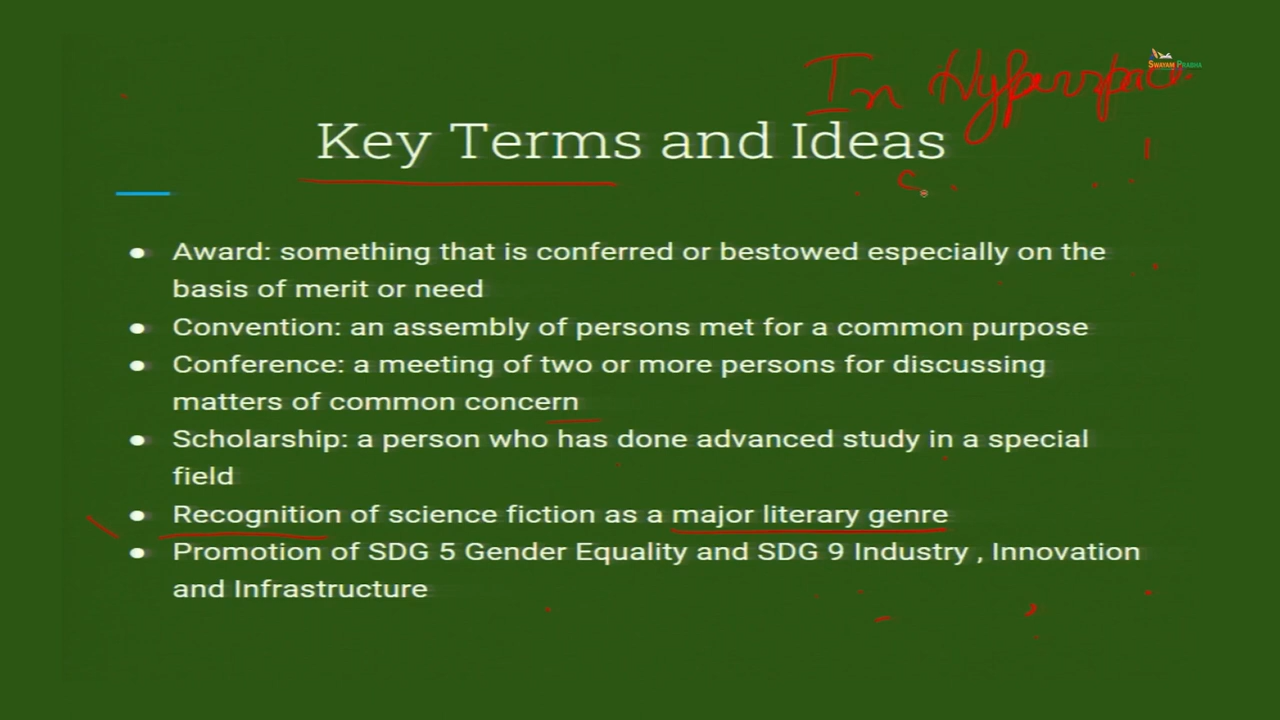 In Hyperspace
SWAYAM PRABHA
Key Terms and Ideas
● Award: something that is conferred or bestowed especially on the
basis of merit or need
● Convention: an assembly of persons met for a common purpose
● Conference: a meeting of two or more persons for discussing
matters of common concern
● Scholarship: a person who has done advanced study in a special
field
● Recognition of science fiction as a major literary genre
● Promotion of SDG 5 Gender Equality and SDG 9 Industry , Innovation
and Infrastructure